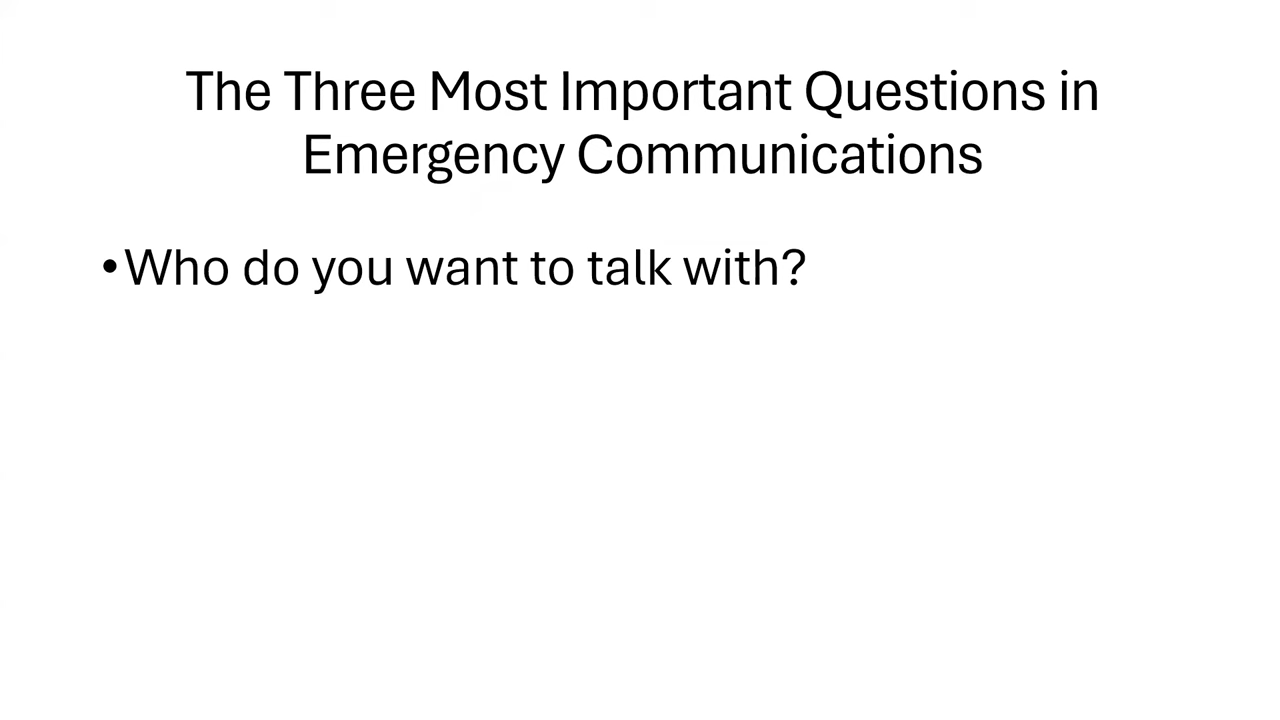 The Three Most Important Questions in
Emergency Communications
•Who do you want to talk with?